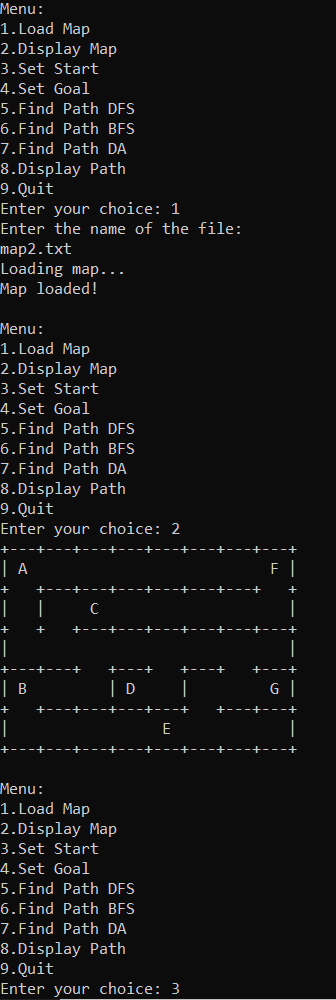 Menu:
1.Load Map
2.Display Map
3.Set Start
4.Set Goal
5.Find Path DFS
6.Find Path BFS
7.Find Path DA
8.Display Path
9.Quit
Enter your choice: 1
Enter the name of the file:
map2.txt
Loading map...
Map loaded!

Menu:
1.Load Map
2.Display Map
3.Set Start
4.Set Goal
5.Find Path DFS
6.Find Path BFS
7.Find Path DA
8.Display Path
9.Quit
Enter your choice: 2
+---+---+---+---+---+---+---+---+
| A                           F |
+   +---+---+---+---+---+---+   +
|   |     C                     |
+   +   +---+---+---+---+---+---+
|                               |
+---+---+   +---+   +---+   +---+
| B         | D     |         G |
+   +---+---+---+---+   +---+---+
|                 E             |
+---+---+---+---+---+---+---+---+

Menu:
1.Load Map
2.Display Map
3.Set Start
4.Set Goal
5.Find Path DFS
6.Find Path BFS
7.Find Path DA
8.Display Path
9.Quit
Enter your choice: 3